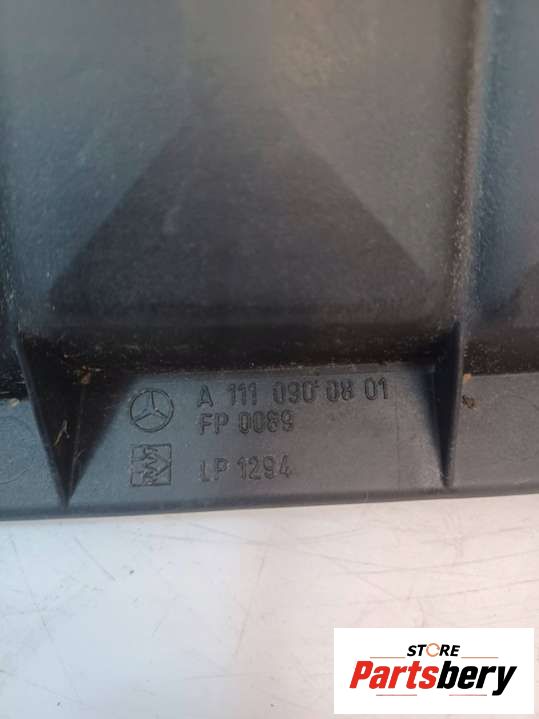 A 111 090 08 01
FP 0089
LP 1294
STORE
Partsbery